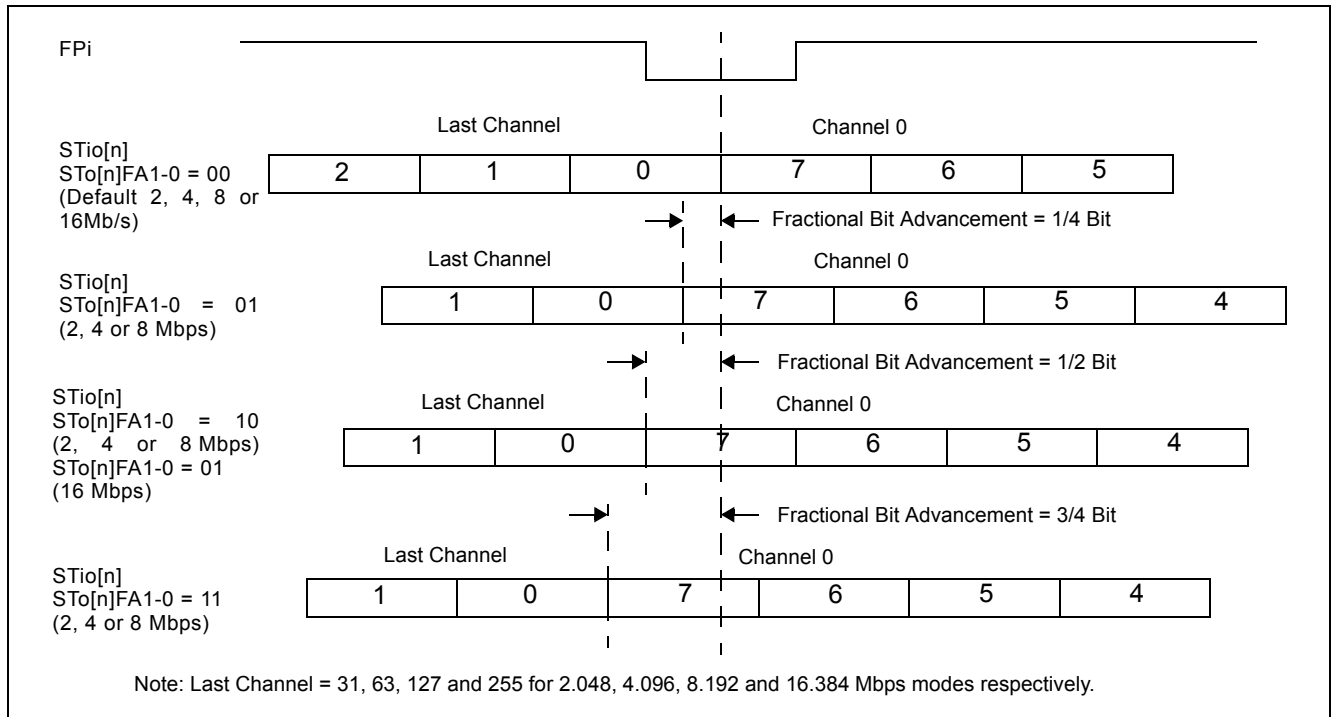 FPi
Last Channel Channel 0
STio[n]
STo[n]FA1-0 = 00
(Default 2, 4, 8 or
16Mb/s)
2 1 0 7 6 5
Fractional Bit Advancement = 1/4 Bit
Last Channel Channel 0
STio[n]
STo[n]FA1-0 = 01
(2, 4 or 8 Mbps)
1 0 7 6 5 4
Fractional Bit Advancement = 1/2 Bit
Last Channel Channel 0
STio[n]
STo[n]FA1-0 = 10
(2, 4 or 8 Mbps)
STo[n]FA1-0 = 01
(16 Mbps)
1 0 7 6 5 4
Fractional Bit Advancement = 3/4 Bit
Last Channel Channel 0
STio[n]
STo[n]FA1-0 = 11
(2, 4 or 8 Mbps)
1 0 7 6 5 4
Note: Last Channel = 31, 63, 127 and 255 for 2.048, 4.096, 8.192 and 16.384 Mbps modes respectively.